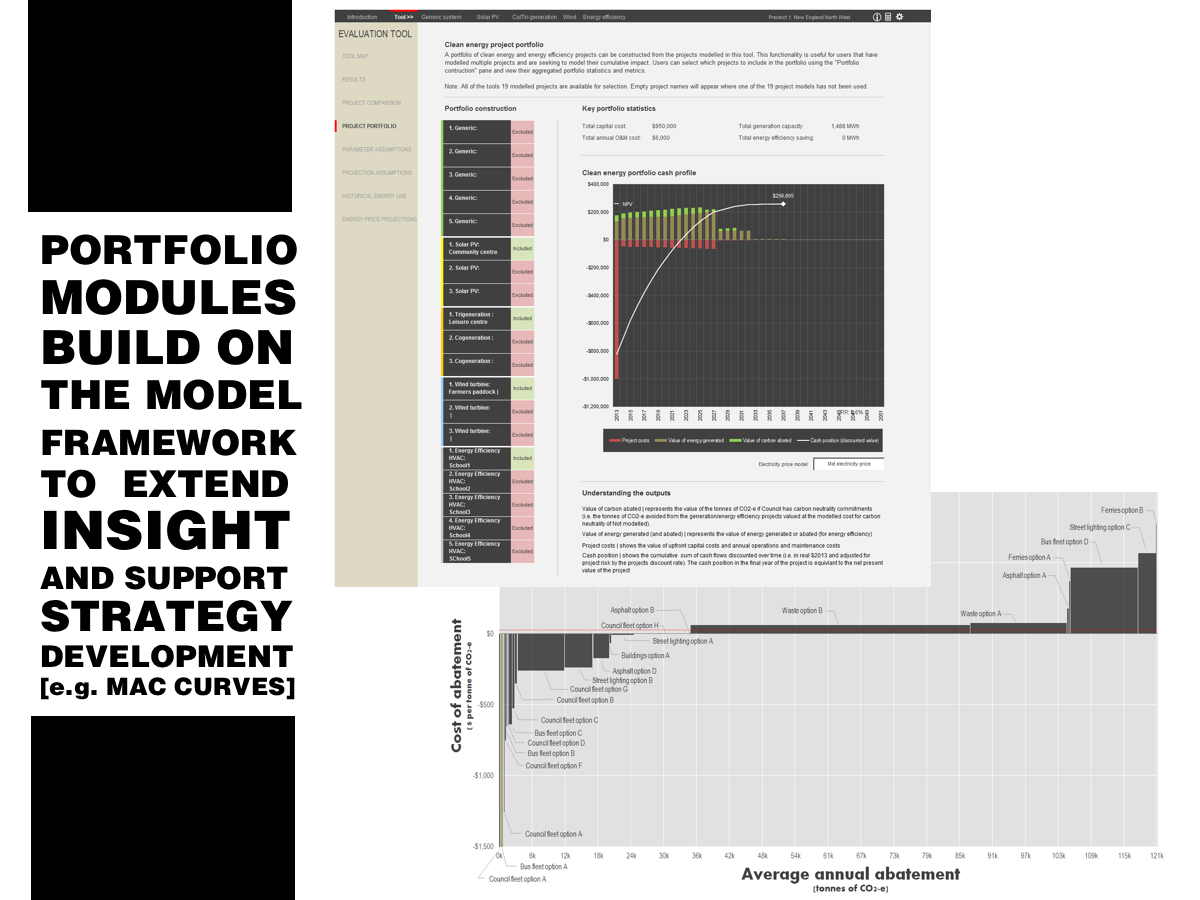 PORTFOLIO
MODULES
BUILD ON
THE MODEL
FRAMEWORK
TO EXTEND
INSIGHT
AND SUPPORT
STRATEGY
DEVELOPMENT
[e.g. MAC CURVES]
Introduction Tool >> Generic system Solar PV Co/Tri-generation Wind Energy efficiency Precinct 1: New England North West
EVALUATION TOOL
TOOL MAP
RESULTS
PROJECT COMPARISON
PROJECT PORTFOLIO
PARAMETER ASSUMPTIONS
PROJECTION ASSUMPTIONS
HISTORICAL ENERGY USE
ENERGY PRICE PROJECTIONS
Clean energy project portfolio
A portfolio of clean energy and energy efficiency projects can be constructed from the projects modelled in this tool. This functionality is useful for users that have
modelled multiple projects and are seeking to model their cumulative impact. Users can select which projects to include in the portfolio using the "Portfolio
contruction" pane and view their aggregated portfolio statistics and metrics.
Note: All of the tools 19 modelled projects are available for selection. Empty project names will appear where one of the 19 project models has not been used.
Portfolio construction
1. Generic: Excluded
2. Generic: Excluded
3. Generic: Excluded
4. Generic: Excluded
5. Generic: Excluded
1. Solar PV:
Community centre Included
2. Solar PV: Excluded
3. Solar PV: Excluded
1. Trigeneration :
Leisure centre Included
2. Cogeneration : Excluded
3. Cogeneration : Excluded
1. Wind turbine:
Farmers paddock | Included
2. Wind turbine:
| Excluded
3. Wind turbine:
| Excluded
1. Energy Efficiency
HVAC:
School1 Included
2. Energy Efficiency
HVAC:
School2 Excluded
3. Energy Efficiency
HVAC:
School3 Excluded
4. Energy Efficiency
HVAC:
School4 Excluded
5. Energy Efficiency
HVAC:
SChool5 Excluded
Key portfolio statistics
Total capital cost: $950,000 Total generation capacity: 1,488 MWh
Total annual O&M cost: $6,000 Total energy efficiency saving: 0 MWh
Clean energy portfolio cash profile
$400,000
$200,000
$0
-$200,000
-$400,000
-$600,000
-$800,000
-$1,000,000
-$1,200,000
NPV
$256,605
2013 2015 2017 2019 2021 2023 2025 2027 2029 2031 2033 2035 2037 2039 2041 2043 2045 2047 2049 2051
Project costs Value of energy generated Value of carbon abated Cash position (discounted value)
Electricity price model: Mid electricity price
Understanding the outputs
Value of carbon abated | represents the value of the tonnes of CO2-e if Council has carbon neutrality commitments
(i.e. the tonnes of CO2-e avoided from the generation/energy efficiency projects valued at the modelled cost for carbon
neutrality of Not modelled).
Value of energy generated (and abated) | represents the value of energy generated or abated (for energy efficiency)
Project costs | shows the value of upfront capital costs and annual operations and maintenance costs
Cash position | shows the cumulative sum of cash flows discounted over time (i.e. in real $2013 and adjusted for
project risk by the projects discount rate). The cash position in the final year of the project is equivlant to the net present
value of the project
Ferries option B
Street lighting option C
Bus fleet option D
Ferries option A
Asphalt option A
Asphalt option B
Waste option B
Waste option A
Council fleet option H
Street lighting option A
Buildings option A
Asphalt option D
Street lighting option B
Council fleet option G
Council fleet option B
Council fleet option C
Bus fleet option C
Council fleet option D
Bus fleet option B
Council fleet option F
Council fleet option A
Bus fleet option A
Council fleet option A
Cost of abatement
($ per tonne of CO2-e)
$0
-$500
-$1,000
-$1,500
0k 6k 12k 18k 24k 30k 36k 42k 48k 54k 61k 67k 73k 79k 85k 91k 97k 103k 109k 115k 121k
Average annual abatement
(tonnes of CO2-e)